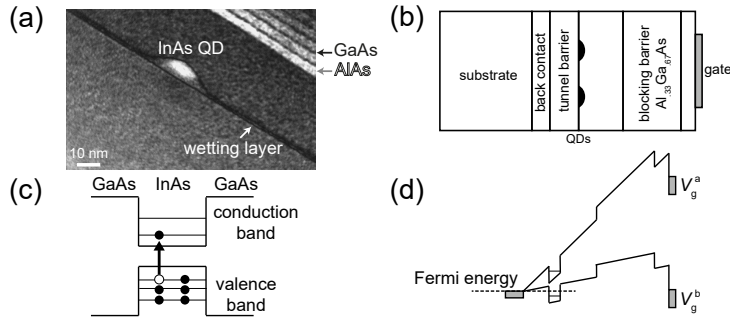 (a)
InAs QD
GaAs
AlAs
wetting layer
10 nm
(b)
substrate
back contact
tunnel barrier
blocking barrier
Al.33Ga.67As
gate
QDs
(c)
GaAs InAs GaAs
conduction
band
valence
band
(d)
Vgᵃ
Fermi energy
Vgᵇ